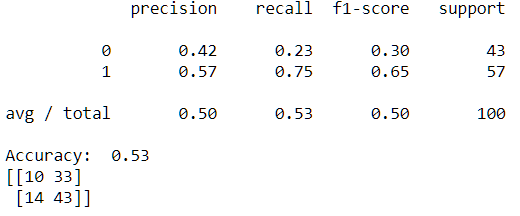 precision recall f1-score support
0 0.42 0.23 0.30 43
1 0.57 0.75 0.65 57
avg / total 0.50 0.53 0.50 100
Accuracy: 0.53
[[10 33]
[14 43]]